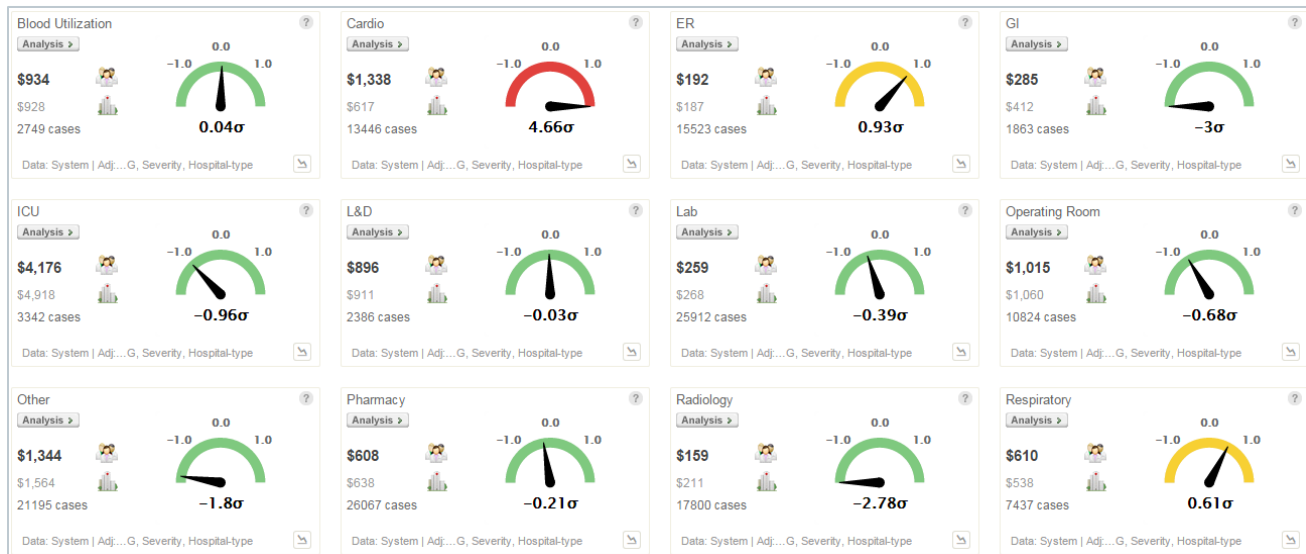 Blood Utilization ?
Analysis >
0.0
-1.0 1.0
$934
$928
2749 cases
0.04σ
Data: System | Adj:...G, Severity, Hospital-type
Cardio ?
Analysis >
0.0
-1.0 1.0
$1,338
$617
13446 cases
4.66σ
Data: System | Adj:...G, Severity, Hospital-type
ER ?
Analysis >
0.0
-1.0 1.0
$192
$187
15523 cases
0.93σ
Data: System | Adj:...G, Severity, Hospital-type
GI ?
Analysis >
0.0
-1.0 1.0
$285
$412
1863 cases
−3σ
Data: System | Adj:...G, Severity, Hospital-type
ICU ?
Analysis >
0.0
-1.0 1.0
$4,176
$4,918
3342 cases
−0.96σ
Data: System | Adj:...G, Severity, Hospital-type
L&D ?
Analysis >
0.0
-1.0 1.0
$896
$911
2386 cases
−0.03σ
Data: System | Adj:...G, Severity, Hospital-type
Lab ?
Analysis >
0.0
-1.0 1.0
$259
$268
25912 cases
−0.39σ
Data: System | Adj:...G, Severity, Hospital-type
Operating Room ?
Analysis >
0.0
-1.0 1.0
$1,015
$1,060
10824 cases
−0.68σ
Data: System | Adj:...G, Severity, Hospital-type
Other ?
Analysis >
0.0
-1.0 1.0
$1,344
$1,564
21195 cases
−1.8σ
Data: System | Adj:...G, Severity, Hospital-type
Pharmacy ?
Analysis >
0.0
-1.0 1.0
$608
$638
26067 cases
−0.21σ
Data: System | Adj:...G, Severity, Hospital-type
Radiology ?
Analysis >
0.0
-1.0 1.0
$159
$211
17800 cases
−2.78σ
Data: System | Adj:...G, Severity, Hospital-type
Respiratory ?
Analysis >
0.0
-1.0 1.0
$610
$538
7437 cases
0.61σ
Data: System | Adj:...G, Severity, Hospital-type